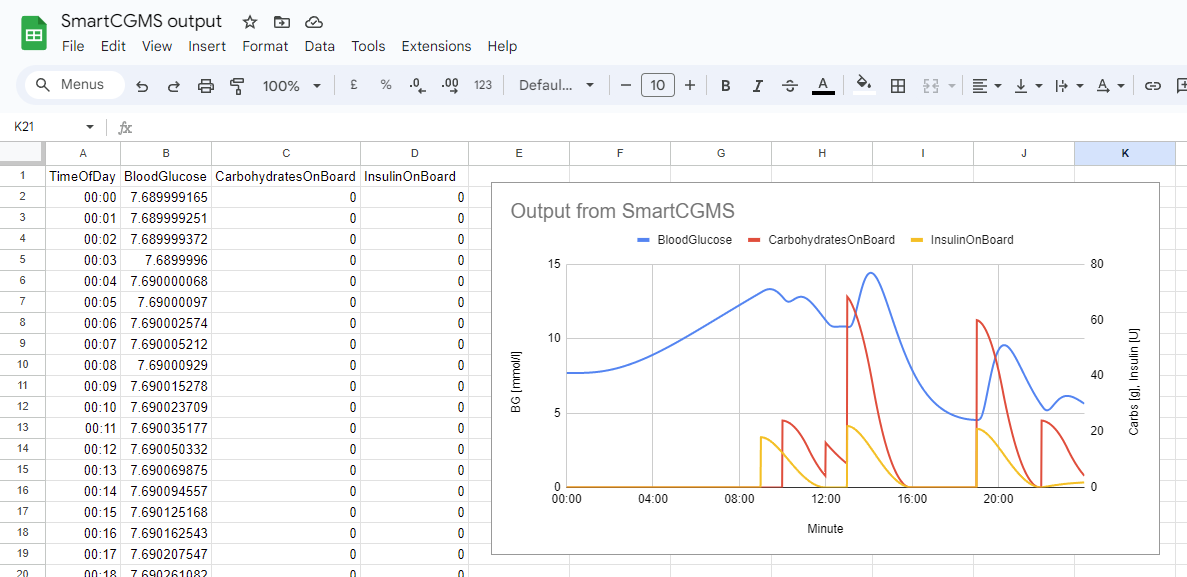 SmartCGMS output
File Edit View Insert Format Data Tools Extensions Help
Menus 100% £ % .0 .00 123 Defaul... − 10 + B I A A
K21 fx
A B C D E F G H I J K
1 TimeOfDay BloodGlucose CarbohydratesOnBoard InsulinOnBoard
2 00:00 7.689999165 0 0
3 00:01 7.689999251 0 0
4 00:02 7.689999372 0 0
5 00:03 7.6899996 0 0
6 00:04 7.690000068 0 0
7 00:05 7.69000097 0 0
8 00:06 7.690002574 0 0
9 00:07 7.690005212 0 0
10 00:08 7.69000929 0 0
11 00:09 7.690015278 0 0
12 00:10 7.690023709 0 0
13 00:11 7.690035177 0 0
14 00:12 7.690050332 0 0
15 00:13 7.690069875 0 0
16 00:14 7.690094557 0 0
17 00:15 7.690125168 0 0
18 00:16 7.690162543 0 0
19 00:17 7.690207547 0 0
20 00:18 7.690261082 0 0
Output from SmartCGMS
BloodGlucose CarbohydratesOnBoard InsulinOnBoard
15 80
60
10
40
5
20
0 0
BG [mmol/l]
Carbs [g], Insulin [U]
00:00 04:00 08:00 12:00 16:00 20:00
Minute